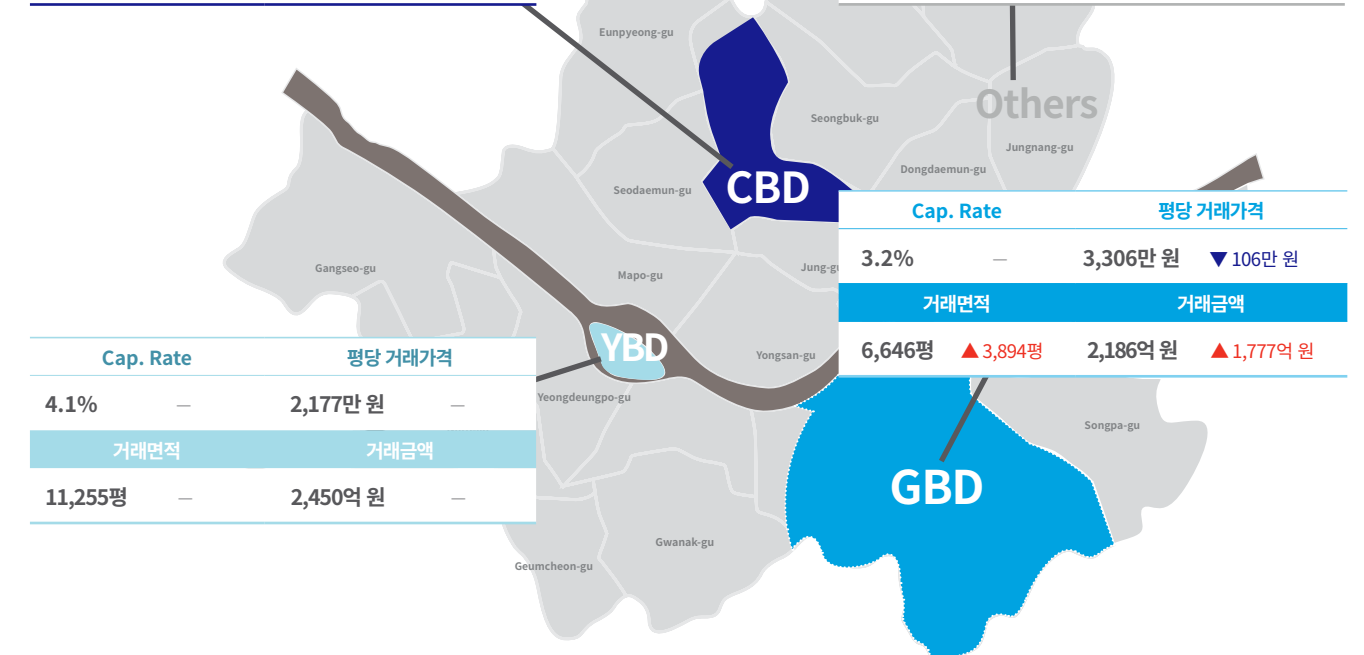 Eunpyeong-gu
Others
Seongbuk-gu
Jungnang-gu
Dongdaemun-gu
Seodaemun-gu
CBD
Cap. Rate 평당 거래가격
3.2% – 3,306만 원 ▼ 106만 원
거래면적 거래금액
6,646평 ▲ 3,894평 2,186억 원 ▲ 1,777억 원
Gangseo-gu
Mapo-gu
Jung-gu
YBD
Yongsan-gu
Cap. Rate 평당 거래가격
4.1% – 2,177만 원 –
거래면적 거래금액
11,255평 – 2,450억 원 –
Yeongdeungpo-gu
Songpa-gu
GBD
Gwanak-gu
Geumcheon-gu